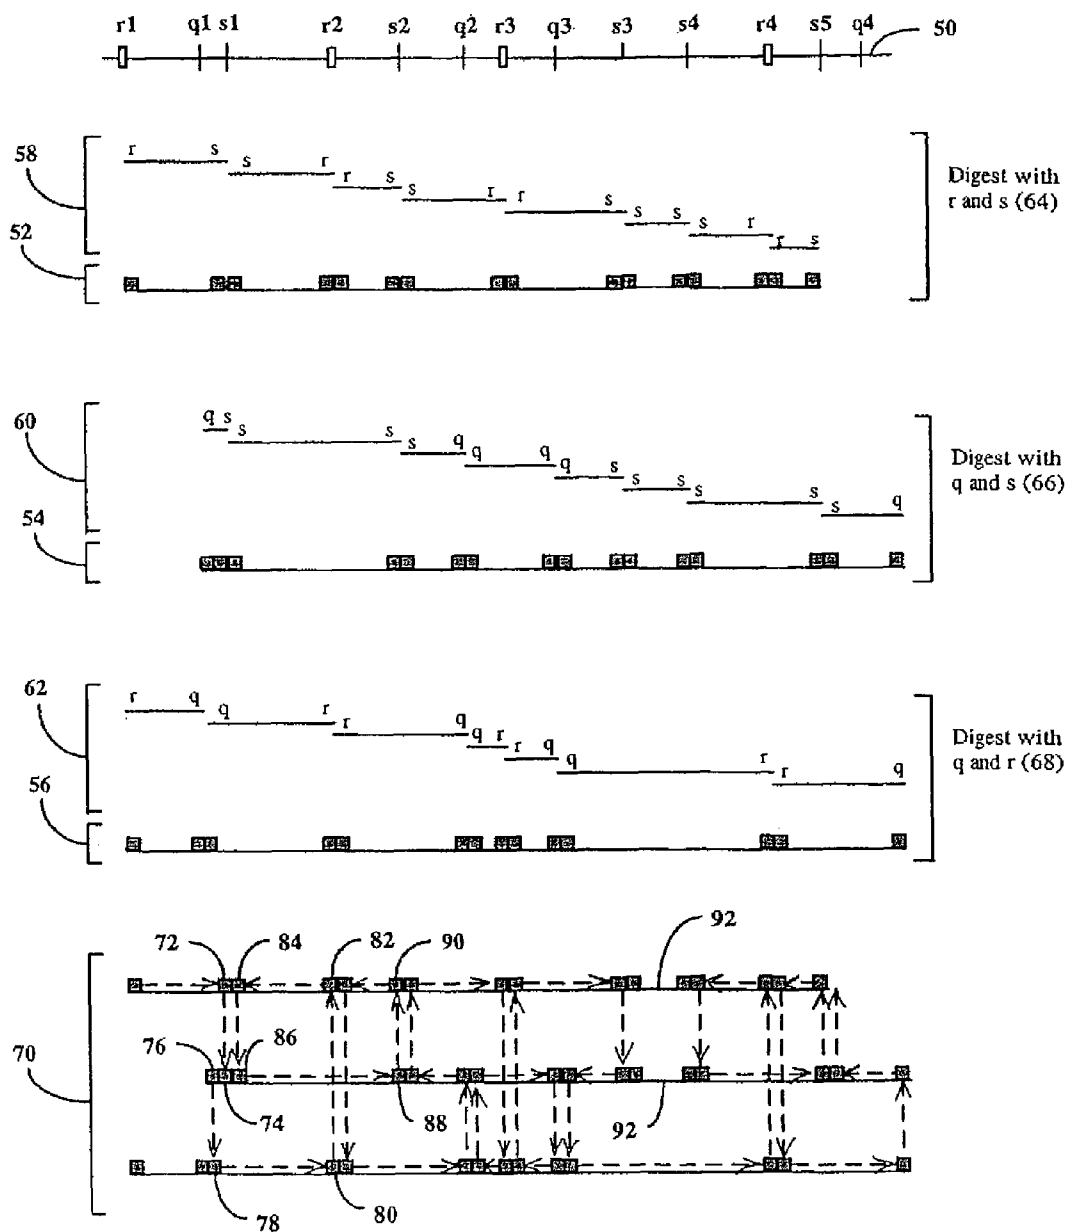 r1 q1 s1 r2 s2 q2 r3 q3 s3 s4 r4 s5 q4
50
58
r s s r r s s r r s s s s r r s
Digest with
r and s (64)
52
60
q s s s s q q q q s s s s s s q
Digest with
q and s (66)
54
62
r q q r r q q r r q q r r q
Digest with
q and r (68)
56
72 84 82 90 92
70
76 86
74 88 92
78 80